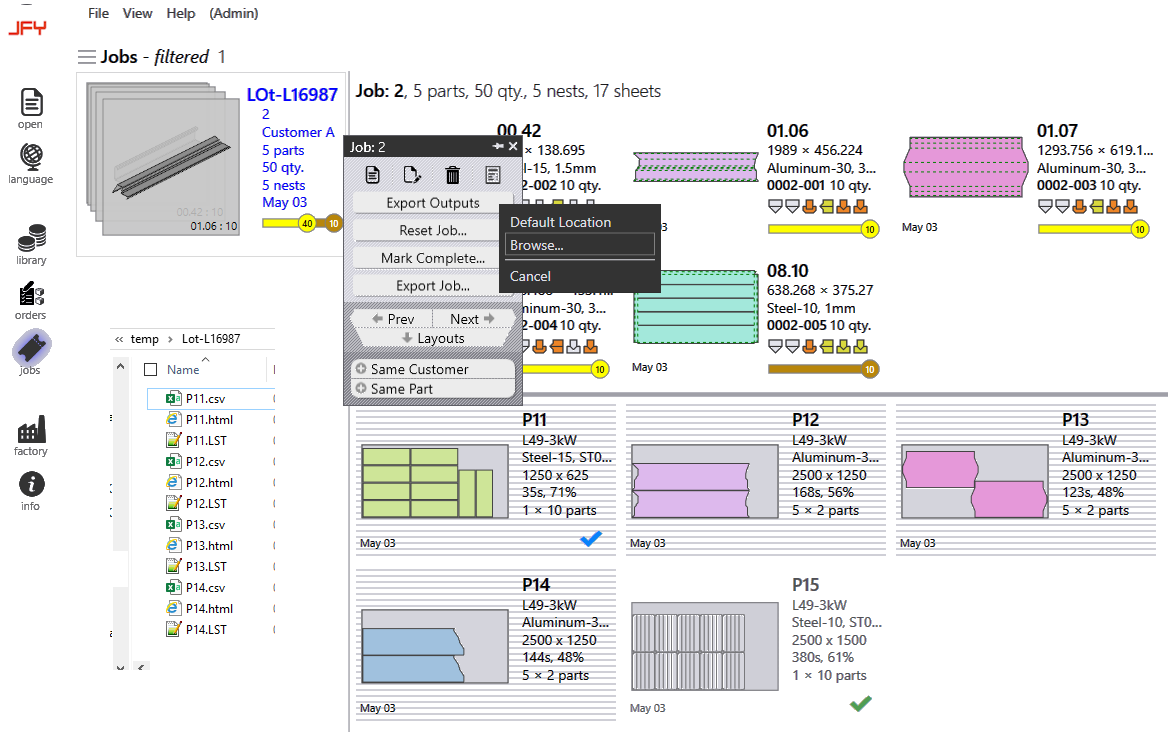 JFY
File View Help (Admin)
Jobs - filtered 1
open
language
library
orders
jobs
factory
info
LOt-L16987
2
Customer A
5 parts
50 qty.
5 nests
May 03
00.42 : 10
01.06 : 10
40 10
Job: 2, 5 parts, 50 qty., 5 nests, 17 sheets
00.42
× 138.695
-15, 1.5mm
-002 10 qty.
01.06
1989 × 456.224
Aluminum-30, 3...
0002-001 10 qty.
10
01.07
1293.756 × 619.1...
Aluminum-30, 3...
0002-003 10 qty.
May 03
10
-30, 3...
2-004 10 qty.
10
08.10
638.268 × 375.27
Steel-10, 1mm
0002-005 10 qty.
May 03
10
Job: 2
Export Outputs
Reset Job...
Mark Complete...
Export Job...
Prev Next
Layouts
Same Customer
Same Part
Default Location
Browse...
Cancel
« temp › Lot-L16987
Name
P11.csv
P11.html
P11.LST
P12.csv
P12.html
P12.LST
P13.csv
P13.html
P13.LST
P14.csv
P14.html
P14.LST
P11
L49-3kW
Steel-15, ST0...
1250 x 625
35s, 71%
1 × 10 parts
May 03
P12
L49-3kW
Aluminum-3...
2500 x 1250
168s, 56%
5 × 2 parts
May 03
P13
L49-3kW
Aluminum-3...
2500 x 1250
123s, 48%
5 × 2 parts
May 03
P14
L49-3kW
Aluminum-3...
2500 x 1250
144s, 48%
5 × 2 parts
May 03
P15
L49-3kW
Steel-10, ST0...
2500 x 1500
380s, 61%
1 × 10 parts
May 03